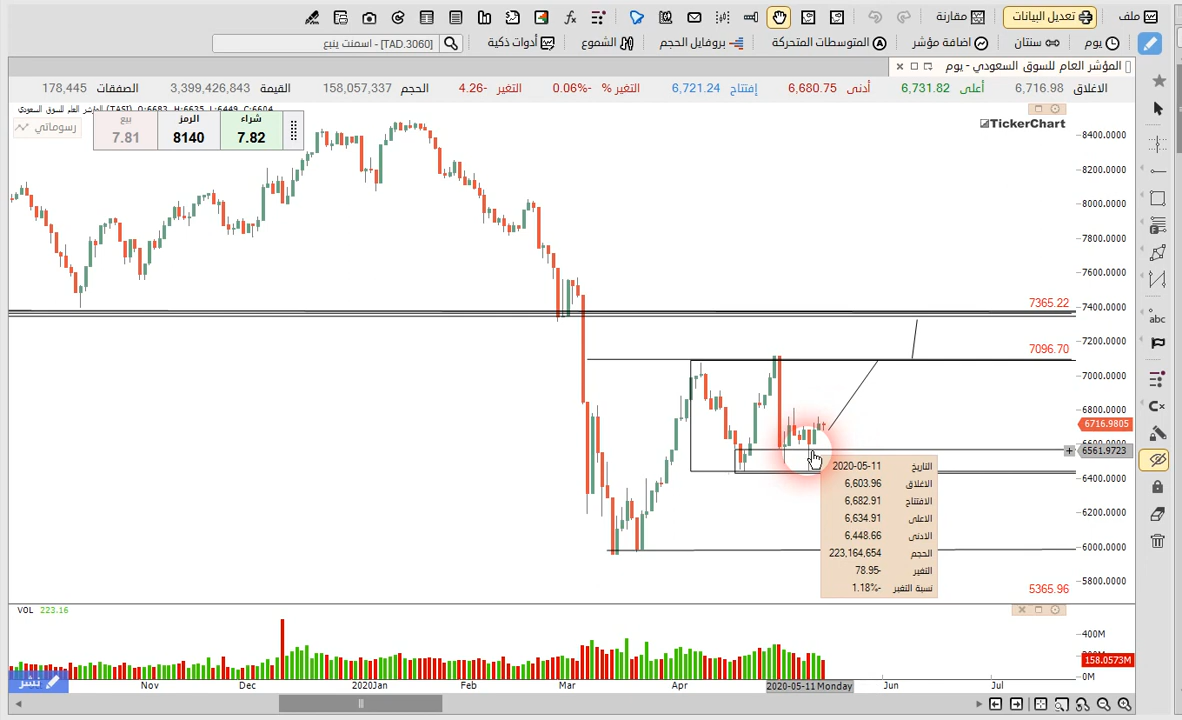 ملف
تعديل البيانات
مقارنة
يوم
سنتان
اضافة مؤشر
المتوسطات المتحركة
بروفايل الحجم
الشموع
أدوات ذكية
اسمنت ينبع - [TAD.3060]
المؤشر العام للسوق السعودي - يوم
الاغلاق 6,716.98 أعلى 6,731.82 أدنى 6,680.75 إفتتاح 6,721.24 التغير % -0.06% التغير -4.26 الحجم 158,057,337 القيمة 3,399,426,843 الصفقات 178,445
رسوماتي
بيع
7.81
الرمز
8140
شراء
7.82
TickerChart
8400.0000
8200.0000
8000.0000
7800.0000
7600.0000
7400.0000
7200.0000
7000.0000
6800.0000
6716.9805
6561.9723
6400.0000
6200.0000
6000.0000
5800.0000
7365.22
7096.70
5365.96
التاريخ 2020-05-11
الاغلاق 6,603.96
الافتتاح 6,682.91
الاعلى 6,634.91
الادنى 6,448.66
الحجم 223,164,654
التغير 78.95-
نسبة التغير 1.18%-
VOL 223.16
400M
158.0573M
0M
نشر
Nov Dec 2020Jan Feb Mar Apr 2020-05-11 Monday Jun Jul
abc